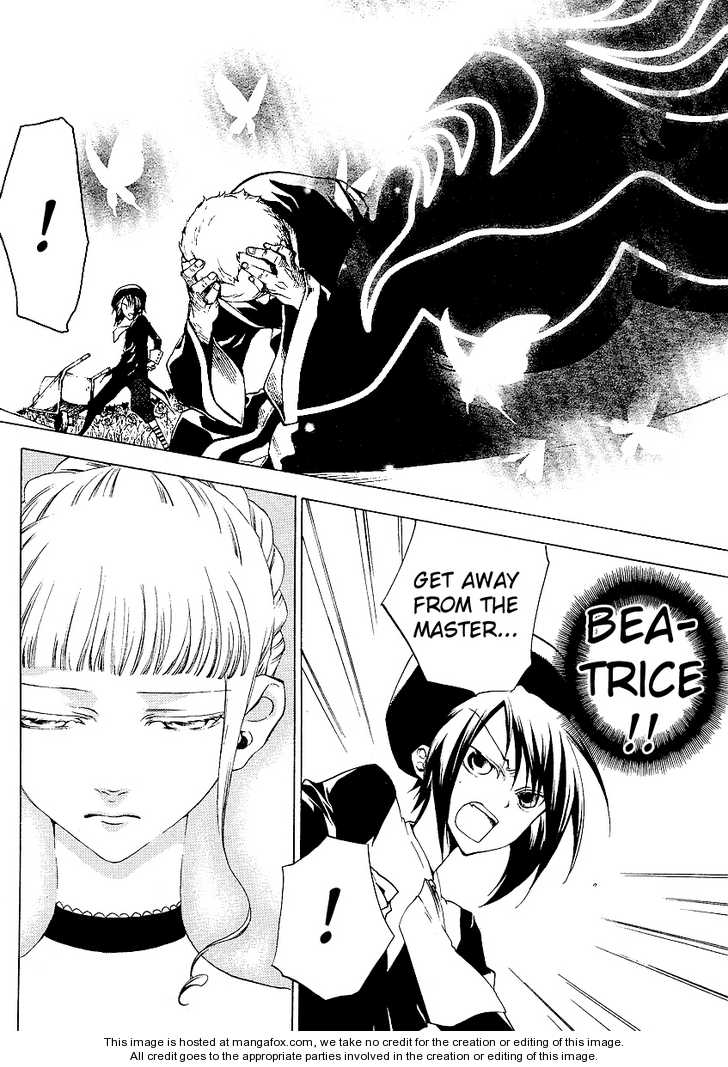 !
BEA-
TRICE
!!
GET AWAY
FROM THE
MASTER...
!
This image is hosted at mangafox.com, we take no credit for the creation or editing of this image.
All credit goes to the appropriate parties involved in the creation or editing of this image.